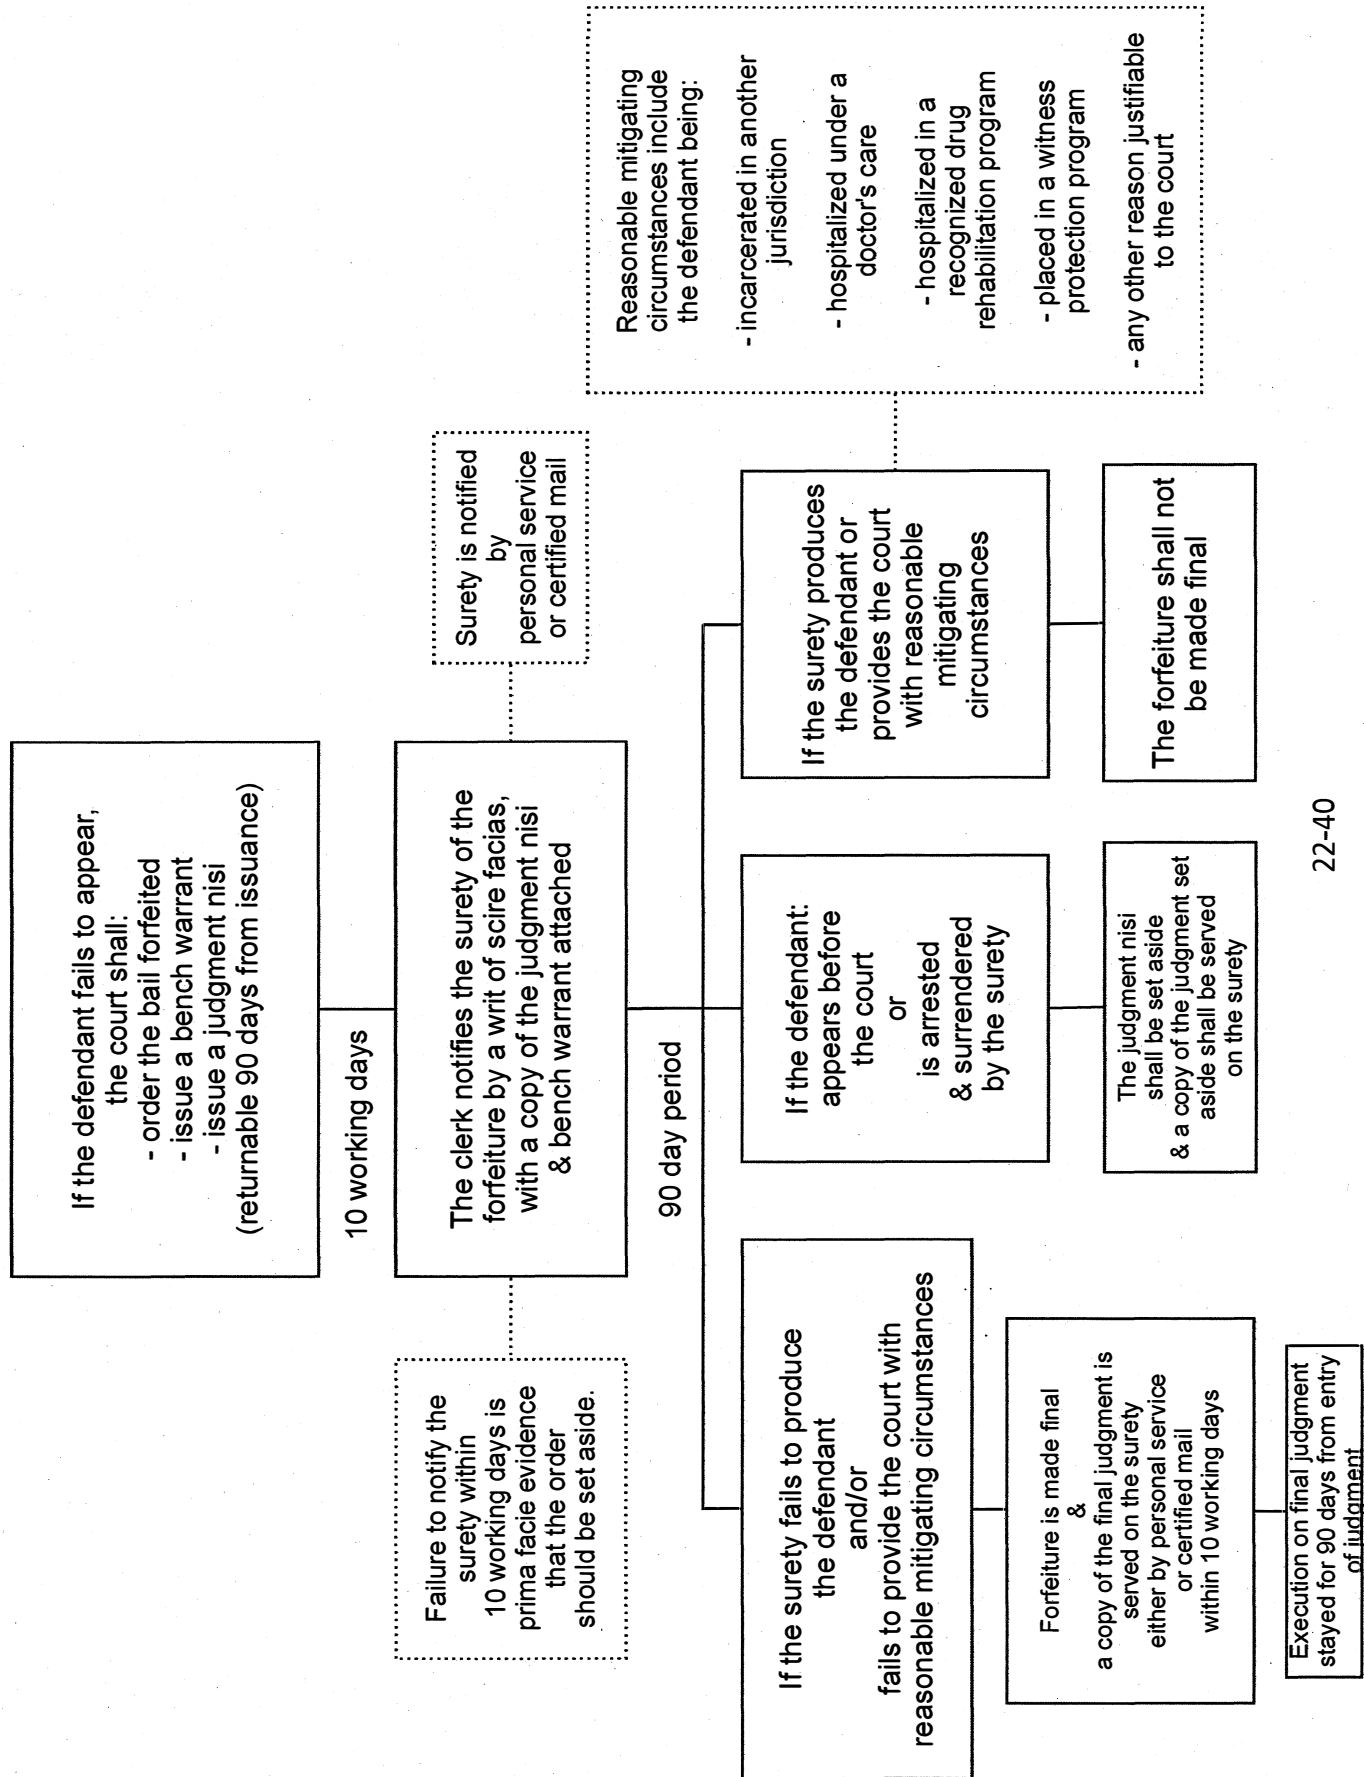 If the defendant fails to appear,
the court shall:
- order the bail forfeited
- issue a bench warrant
- issue a judgment nisi
(returnable 90 days from issuance)
10 working days
Failure to notify the
surety within
10 working days is
prima facie evidence
that the order
should be set aside.
The clerk notifies the surety of the
forfeiture by a writ of scire facias,
with a copy of the judgment nisi
& bench warrant attached
Surety is notified
by
personal service
or certified mail
90 day period
If the surety fails to produce
the defendant
and/or
fails to provide the court with
reasonable mitigating circumstances
If the defendant:
appears before
the court
or
is arrested
& surrendered
by the surety
If the surety produces
the defendant or
provides the court
with reasonable
mitigating
circumstances
Reasonable mitigating
circumstances include
the defendant being:
- incarcerated in another
jurisdiction
- hospitalized under a
doctor's care
- hospitalized in a
recognized drug
rehabilitation program
- placed in a witness
protection program
- any other reason justifiable
to the court
Forfeiture is made final
&
a copy of the final judgment is
served on the surety
either by personal service
or certified mail
within 10 working days
The judgment nisi
shall be set aside
& a copy of the judgment set
aside shall be served
on the surety
The forfeiture shall not
be made final
Execution on final judgment
stayed for 90 days from entry
of judgment
22-40